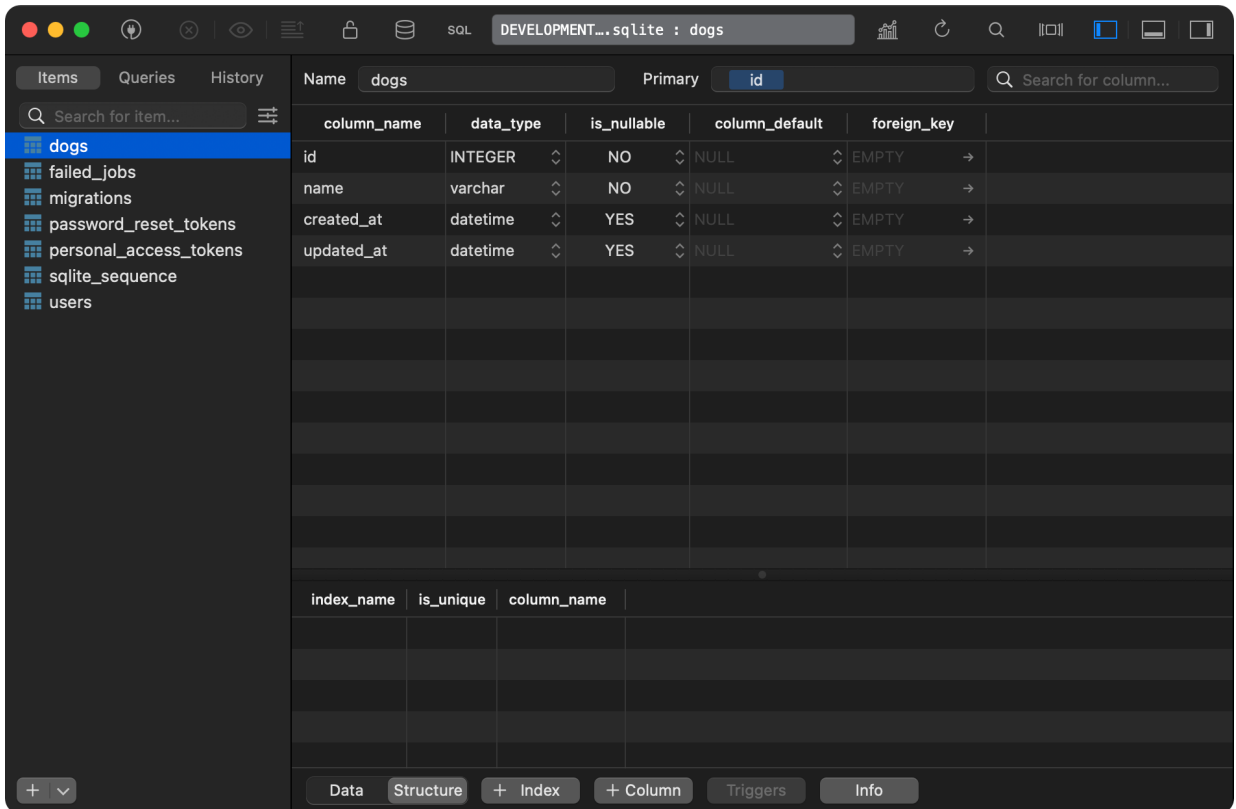 SQL DEVELOPMENT….sqlite : dogs
Items Queries History
Name dogs Primary id Search for column...
Search for item...
dogs
failed_jobs
migrations
password_reset_tokens
personal_access_tokens
sqlite_sequence
users
column_name data_type is_nullable column_default foreign_key
id INTEGER NO NULL EMPTY
name varchar NO NULL EMPTY
created_at datetime YES NULL EMPTY
updated_at datetime YES NULL EMPTY
index_name is_unique column_name
Data Structure + Index + Column Triggers Info